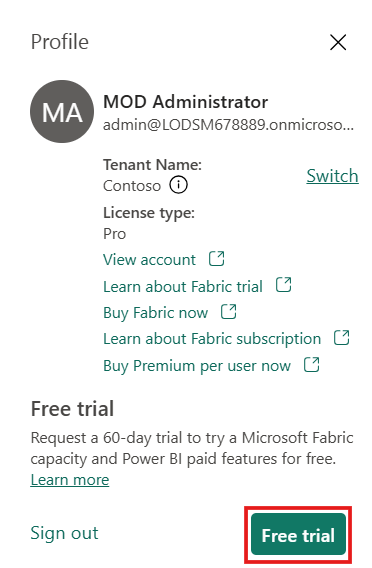 Profile
MA
MOD Administrator
admin@LODSM678889.onmicroso...
Tenant Name:
Contoso
Switch
License type:
Pro
View account
Learn about Fabric trial
Buy Fabric now
Learn about Fabric subscription
Buy Premium per user now
Free trial
Request a 60-day trial to try a Microsoft Fabric
capacity and Power BI paid features for free.
Learn more
Sign out
Free trial